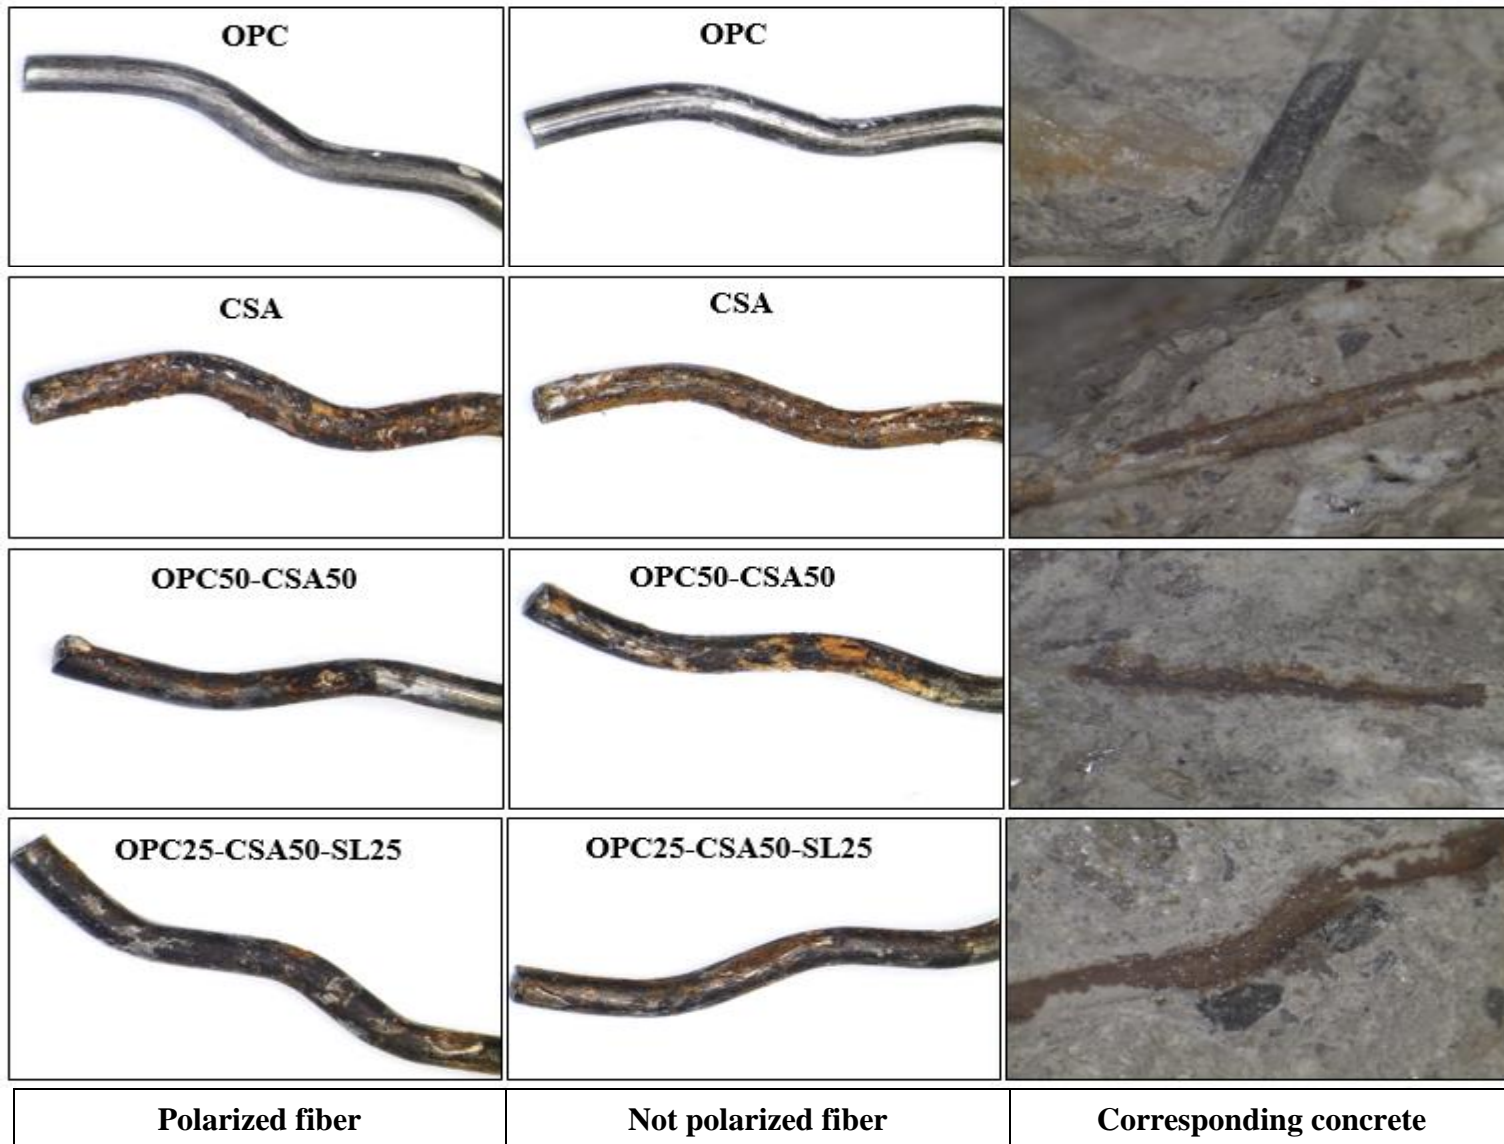 OPC
OPC
CSA
CSA
OPC50-CSA50
OPC50-CSA50
OPC25-CSA50-SL25
OPC25-CSA50-SL25
Polarized fiber
Not polarized fiber
Corresponding concrete